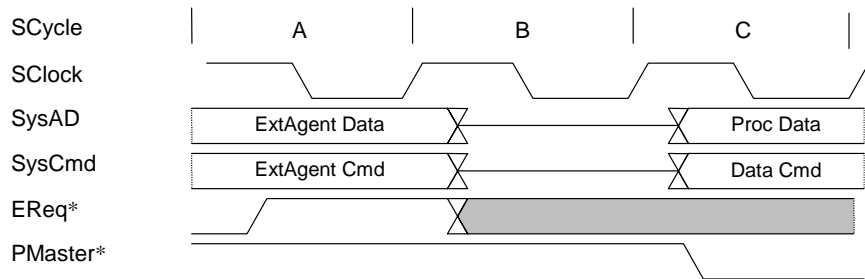 SCycle A B C
SClock
SysAD ExtAgent Data Proc Data
SysCmd ExtAgent Cmd Data Cmd
EReq*
PMaster*